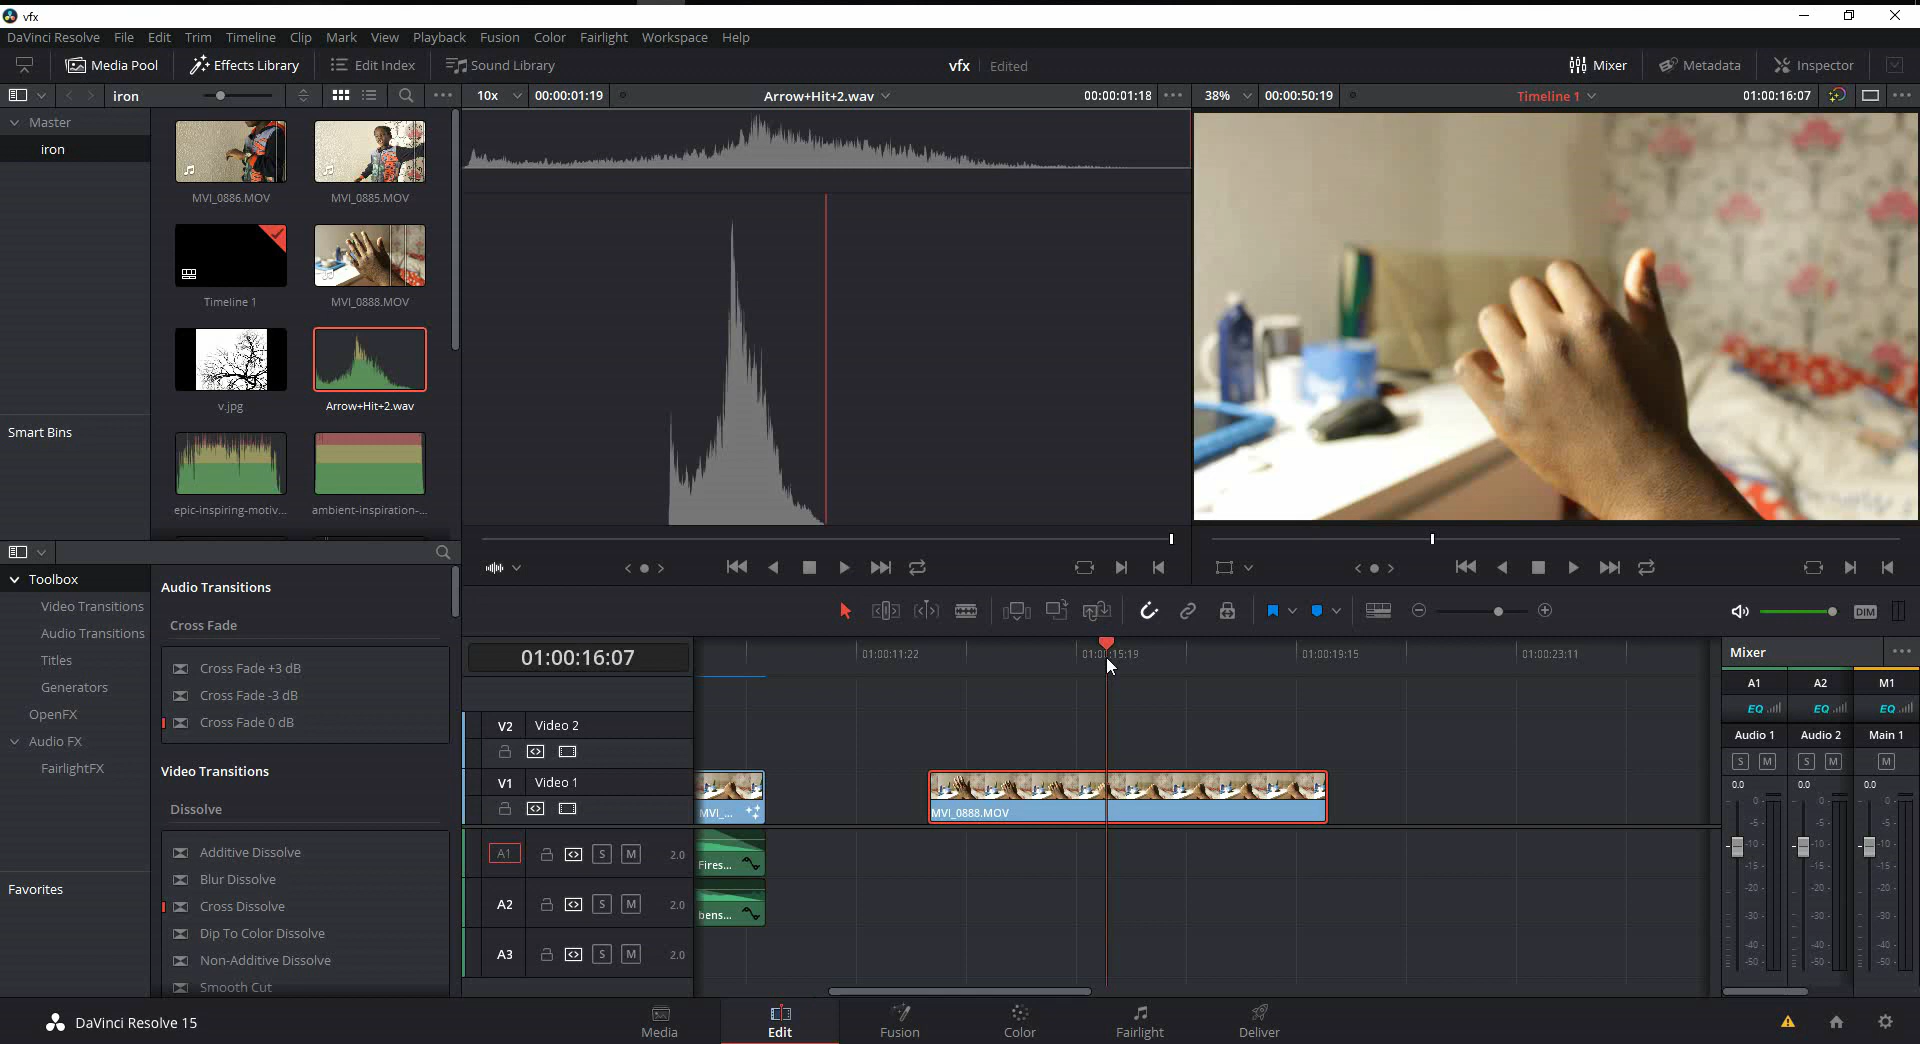 vfx
DaVinci Resolve File Edit Trim Timeline Clip Mark View Playback Fusion Color Fairlight Workspace Help
Media Pool Effects Library Edit Index Sound Library vfx Edited Mixer Metadata Inspector
iron 10x 00:00:01:19 Arrow+Hit+2.wav 00:00:01:18 38% 00:00:50:19 Timeline 1 01:00:16:07
Master
iron
MVI_0886.MOV MVI_0885.MOV
Timeline 1 MVI_0888.MOV
v.jpg Arrow+Hit+2.wav
Smart Bins
epic-inspiring-motiv... ambient-inspiration-...
Toolbox
Video Transitions
Audio Transitions
Titles
Generators
OpenFX
Audio FX
FairlightFX
Favorites
Audio Transitions
Cross Fade
Cross Fade +3 dB
Cross Fade -3 dB
Cross Fade 0 dB
Video Transitions
Dissolve
Additive Dissolve
Blur Dissolve
Cross Dissolve
Dip To Color Dissolve
Non-Additive Dissolve
Smooth Cut
DIM
01:00:16:07
01:00:11:22 01:00:15:19 01:00:19:15 01:00:23:11
V2 Video 2
V1 Video 1
MVI_... MVI_0888.MOV
A1 S M 2.0
Fires...
A2 S M 2.0
bens...
A3 S M 2.0
Mixer
A1 A2 M1
EQ EQ EQ
Audio 1 Audio 2 Main 1
S M S M M
0.0 0.0 0.0
0 0 0
-5 -5 -5
-10 -10 -10
-15 -15 -15
-20 -20 -20
-30 -30 -30
-40 -40 -40
-50 -50 -50
DaVinci Resolve 15
Media Edit Fusion Color Fairlight Deliver